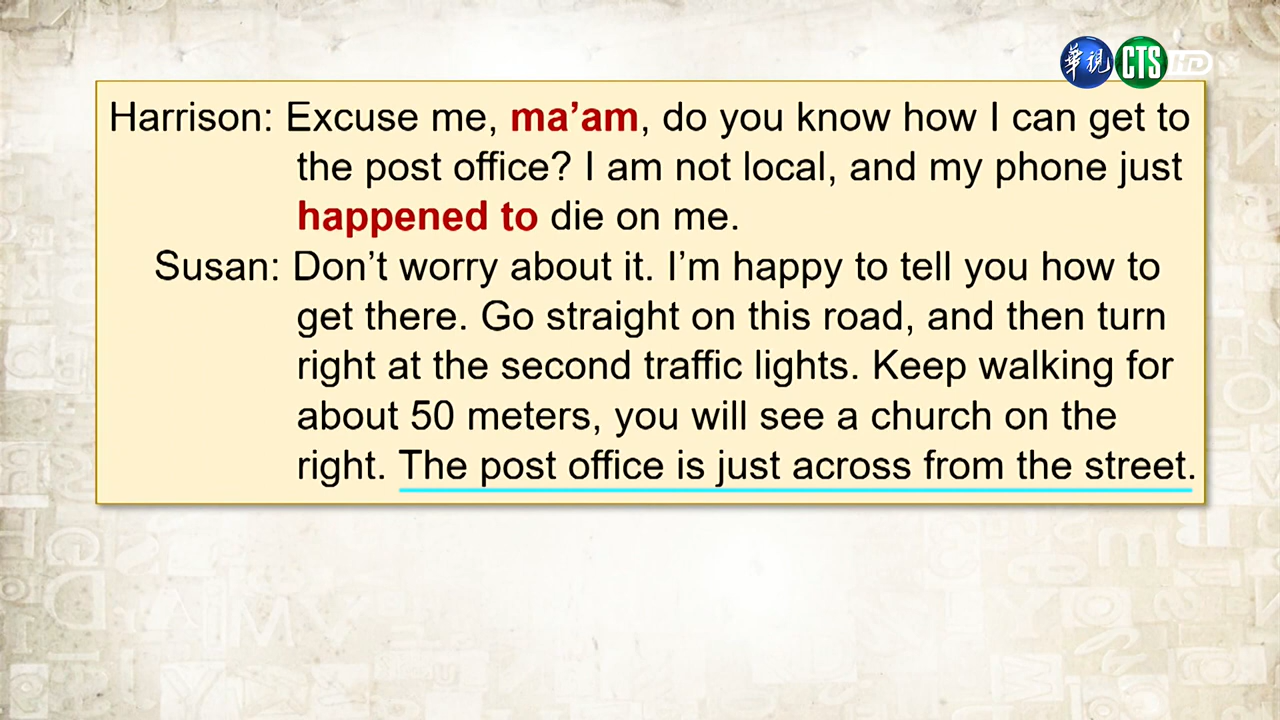 華視 CTS HD
Harrison: Excuse me, ma’am, do you know how I can get to
the post office? I am not local, and my phone just
happened to die on me.
Susan: Don’t worry about it. I’m happy to tell you how to
get there. Go straight on this road, and then turn
right at the second traffic lights. Keep walking for
about 50 meters, you will see a church on the
right. The post office is just across from the street.